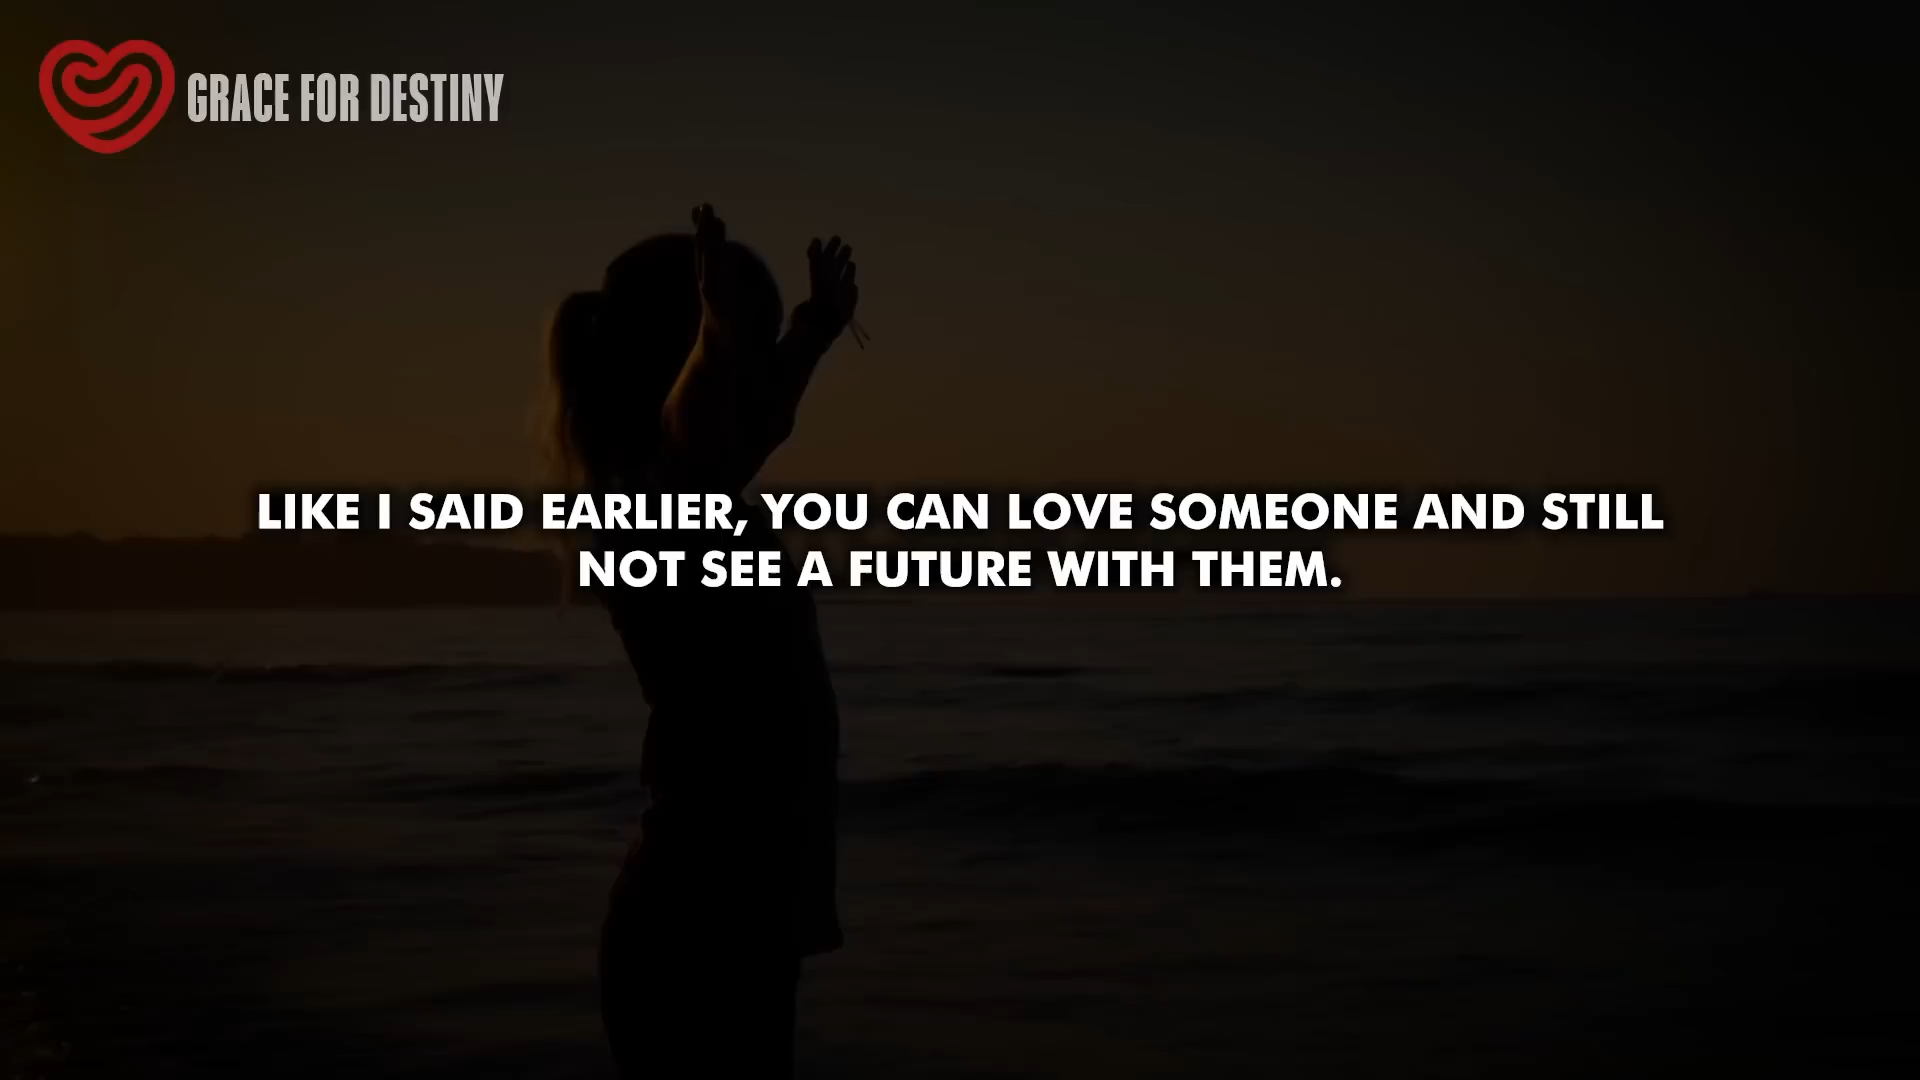 GRACE FOR DESTINY
LIKE I SAID EARLIER, YOU CAN LOVE SOMEONE AND STILL
NOT SEE A FUTURE WITH THEM.